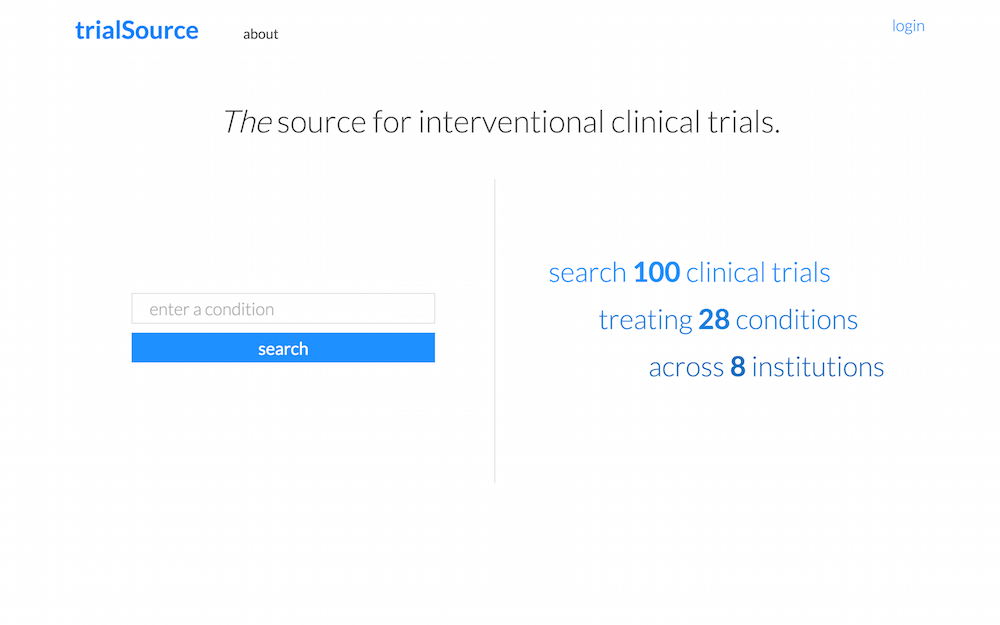 trialSource
about
login
The source for interventional clinical trials.
enter a condition
search
search 100 clinical trials
treating 28 conditions
across 8 institutions